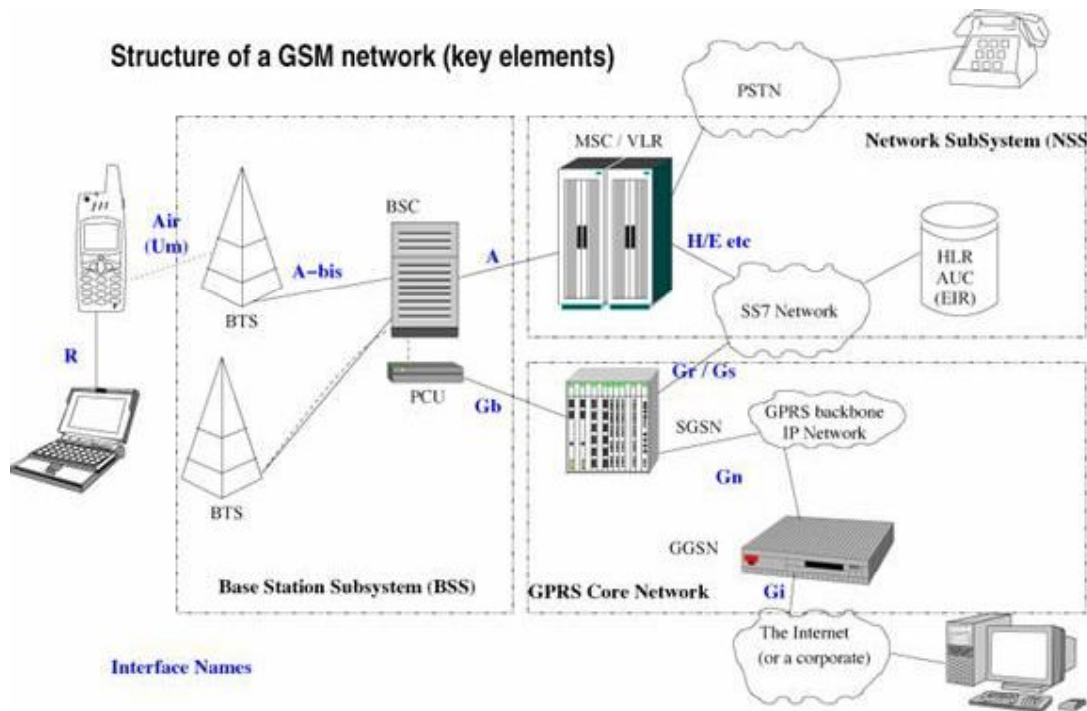 Structure of a GSM network (key elements)
PSTN
Network SubSystem (NSS
MSC / VLR
BSC
Air
(Um)
A-bis
A
H/E etc
HLR
AUC
(EIR)
BTS
SS7 Network
R
PCU
Gb
Gr / Gs
SGSN
GPRS backbone
IP Network
Gn
BTS
GGSN
Base Station Subsystem (BSS)
GPRS Core Network
Gi
The Internet
(or a corporate)
Interface Names